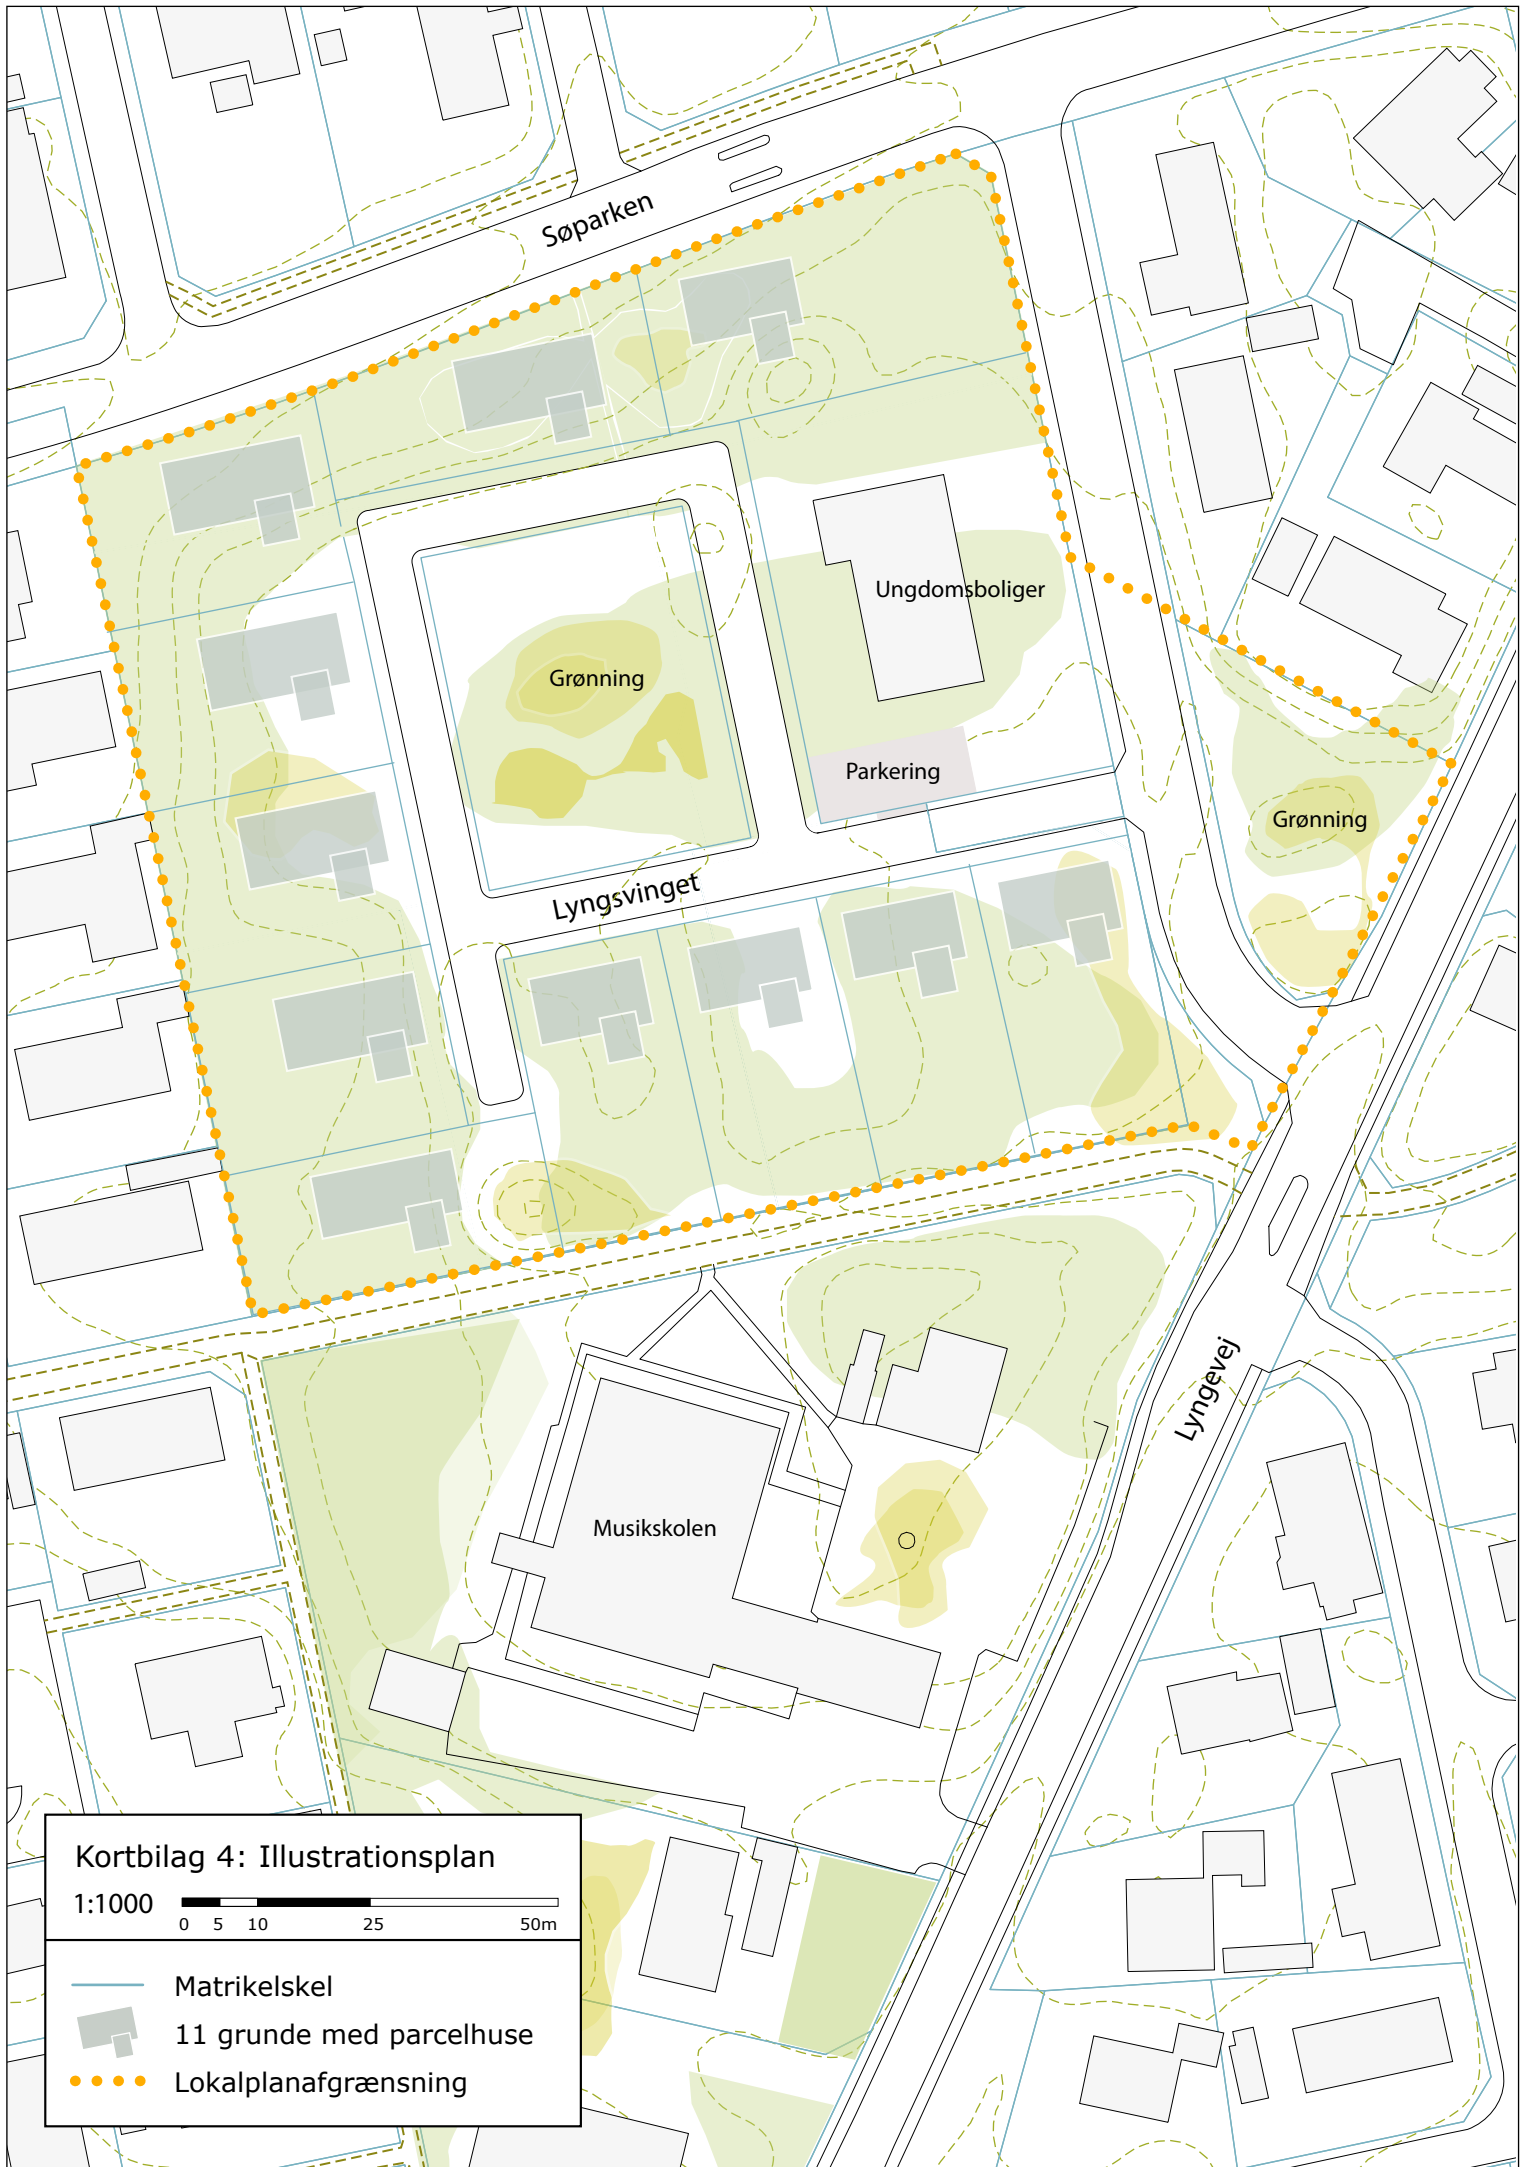 Søparken
Ungdomsboliger
Grønning
Parkering
Grønning
Lyngsvinget
Lyngevej
Musikskolen
Kortbilag 4: Illustrationsplan
1:1000
0 5 10 25 50m
Matrikelskel
11 grunde med parcelhuse
Lokalplanafgrænsning